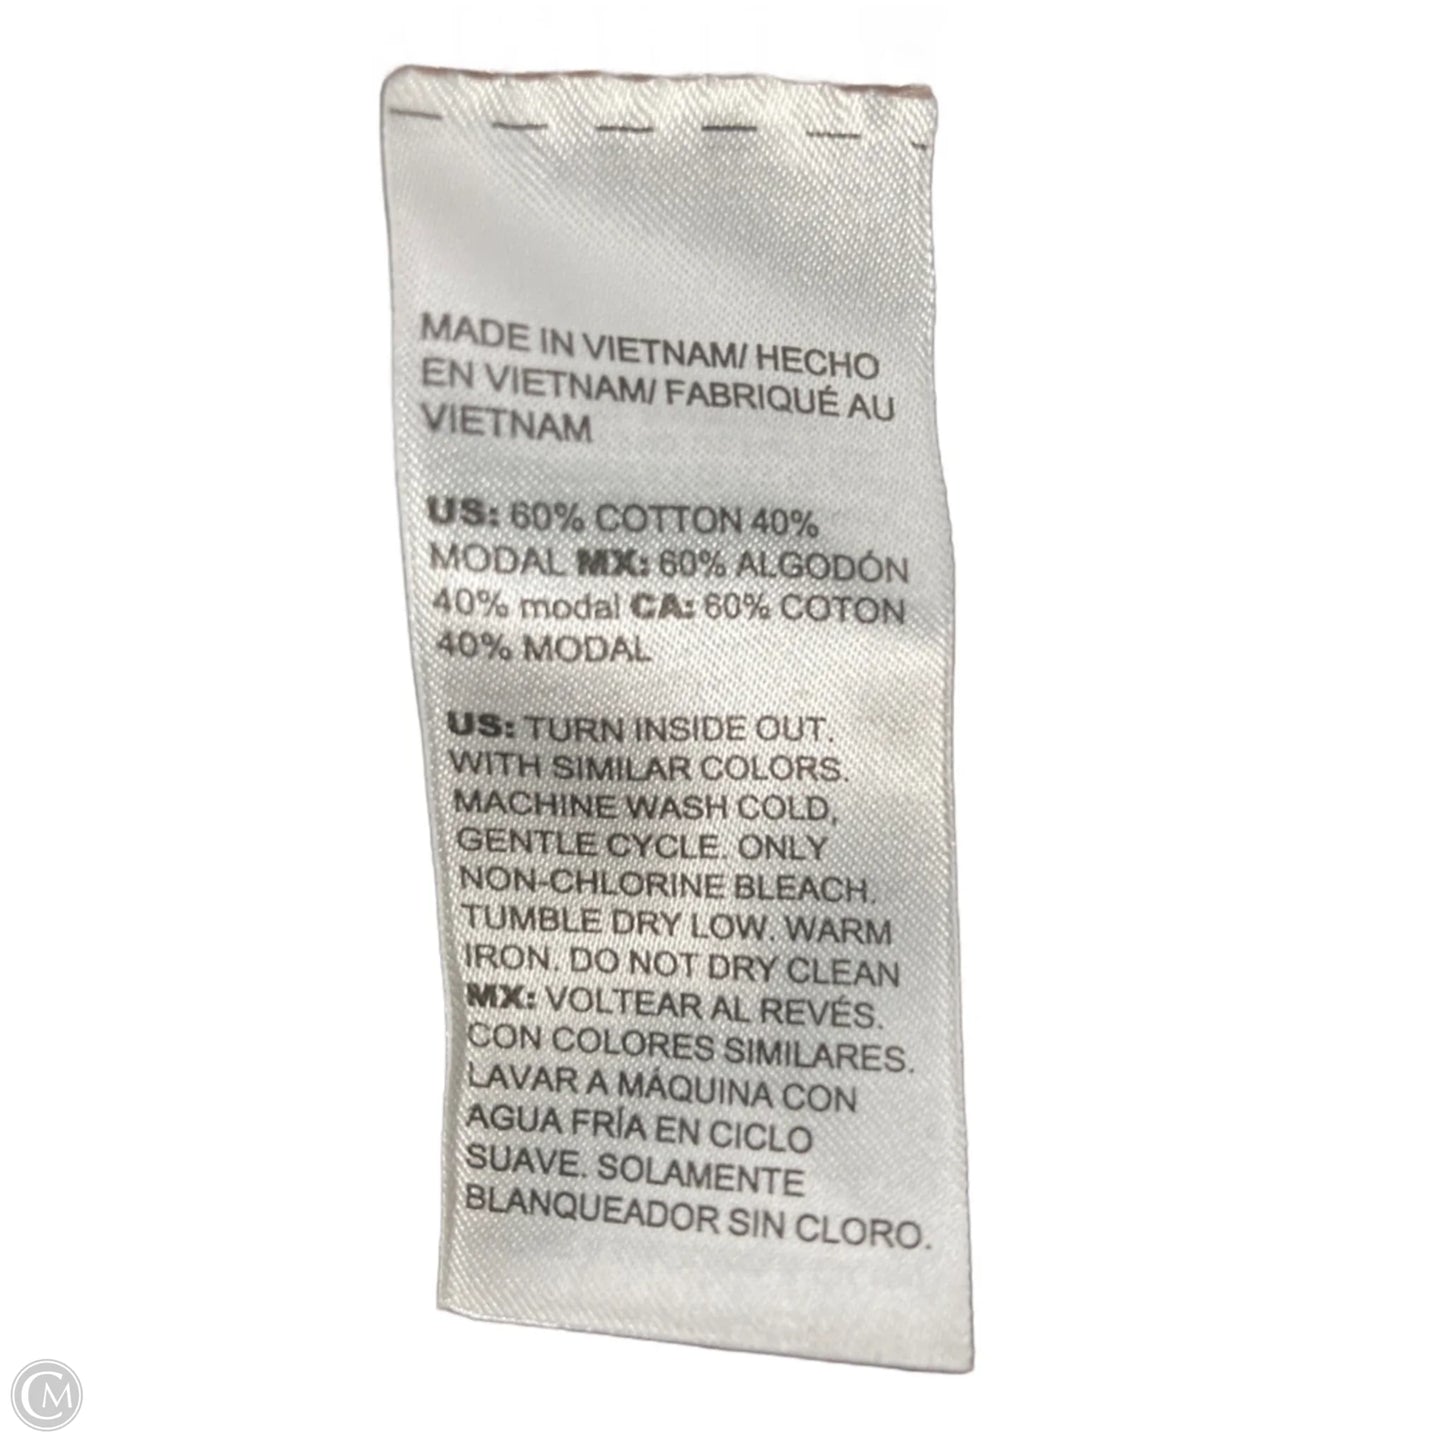 MADE IN VIETNAM/ HECHO
EN VIETNAM/ FABRIQUÉ AU
VIETNAM
US: 60% COTTON 40%
MODAL MX: 60% ALGODÓN
40% modal CA: 60% COTON
40% MODAL
US: TURN INSIDE OUT.
WITH SIMILAR COLORS.
MACHINE WASH COLD,
GENTLE CYCLE. ONLY
NON-CHLORINE BLEACH.
TUMBLE DRY LOW. WARM
IRON. DO NOT DRY CLEAN
MX: VOLTEAR AL REVÉS.
CON COLORES SIMILARES.
LAVAR A MÁQUINA CON
AGUA FRÍA EN CICLO
SUAVE. SOLAMENTE
BLANQUEADOR SIN CLORO.
CM